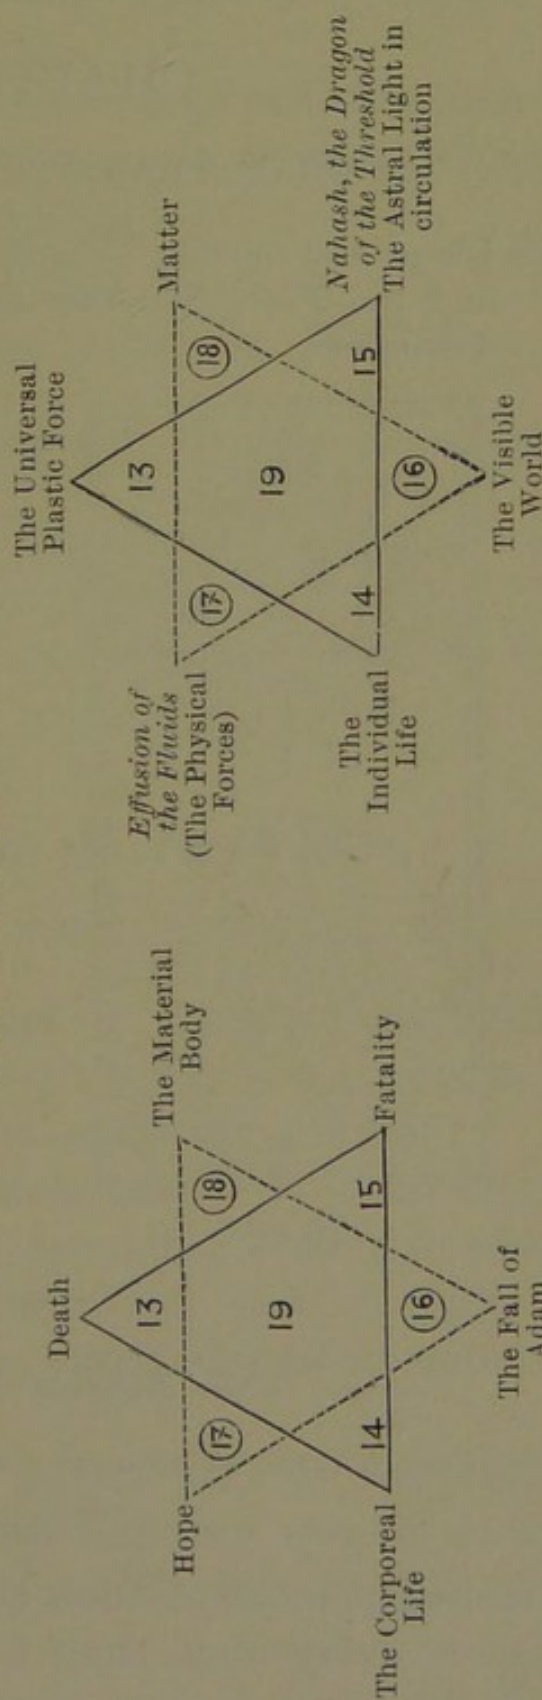 Death
Hope
The Material
Body
13
17
18
19
14
15
16
The Corporeal
Life
Fatality
The Fall of
Adam
The Universal
Plastic Force
Effusion of
the Fluids
(The Physical
Forces)
Matter
13
17
18
19
14
15
16
The
Individual
Life
Nahash, the Dragon
of the Threshold
The Astral Light in
circulation
The Visible
World